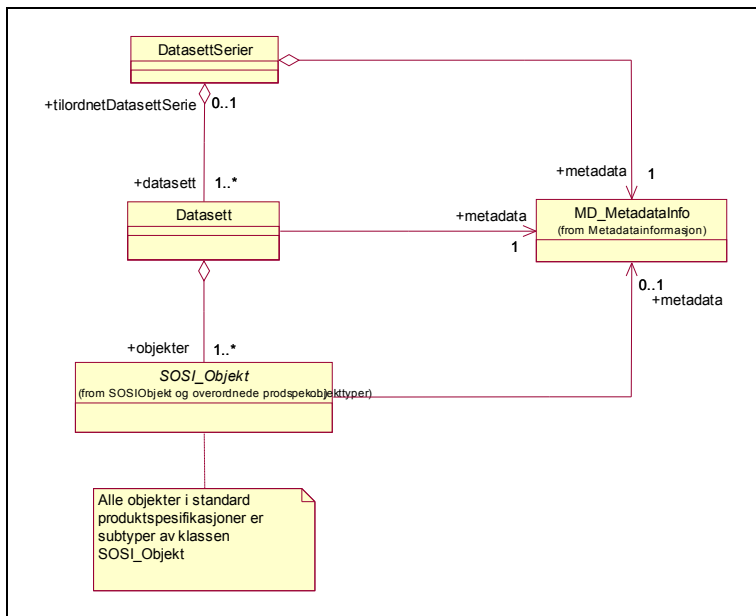 DatasettSerier
+tilordnetDatasettSerie
0..1
+metadata
1
+datasett
1..*
Datasett
+metadata
1
MD_MetadataInfo
(from Metadatainformasjon)
0..1
+metadata
+objekter
1..*
SOSI_Objekt
(from SOSIObjekt og overordnede prodspekobjekttyper)
Alle objekter i standard
produktspesifikasjoner er
subtyper av klassen
SOSI_Objekt